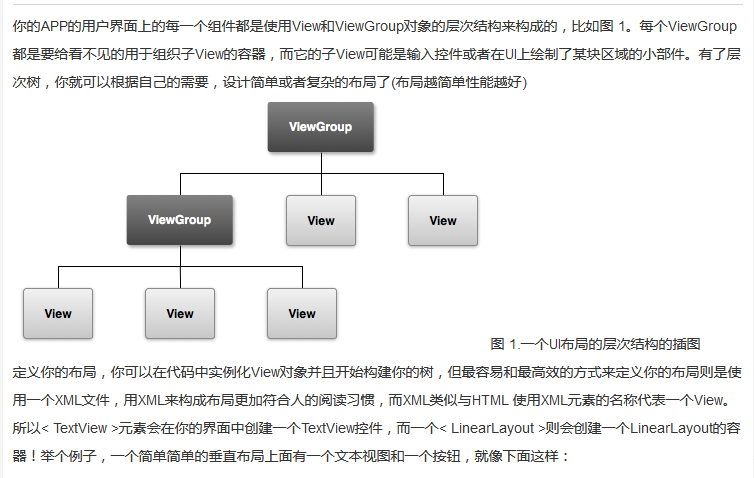 你的APP的用户界面上的每一个组件都是使用View和ViewGroup对象的层次结构来构成的，比如图 1。每个ViewGroup
都是要给看不见的用于组织子View的容器，而它的子View可能是输入控件或者在UI上绘制了某块区域的小部件。有了层
次树，你就可以根据自己的需要，设计简单或者复杂的布局了(布局越简单性能越好)
ViewGroup
ViewGroup
View
View
View
View
View
图 1.一个UI布局的层次结构的插图
定义你的布局，你可以在代码中实例化View对象并且开始构建你的树，但最容易和最高效的方式来定义你的布局则是使
用一个XML文件，用XML来构成布局更加符合人的阅读习惯，而XML类似与HTML 使用XML元素的名称代表一个View。
所以< TextView >元素会在你的界面中创建一个TextView控件，而一个< LinearLayout >则会创建一个LinearLayout的容
器！举个例子，一个简单简单的垂直布局上面有一个文本视图和一个按钮，就像下面这样：